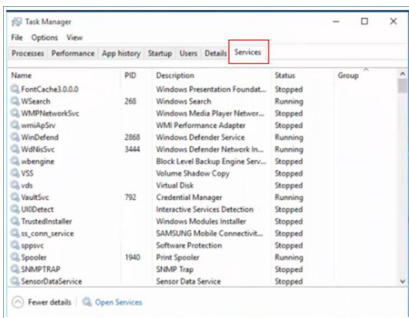 Task Manager
File Options View
Processes Performance App history Startup Users Details Services
Name PID Description Status Group
FontCache3.0.0.0 Windows Presentation Foundat... Stopped
WSearch 268 Windows Search Running
WMPNetworkSvc Windows Media Player Networ... Stopped
wmiApSrv WMI Performance Adapter Stopped
WinDefend 2868 Windows Defender Service Running
WdNisSvc 3444 Windows Defender Network In... Running
wbengine Block Level Backup Engine Serv... Stopped
VSS Volume Shadow Copy Stopped
vds Virtual Disk Stopped
VaultSvc 792 Credential Manager Running
UI0Detect Interactive Services Detection Stopped
TrustedInstaller Windows Modules Installer Stopped
ss_conn_service SAMSUNG Mobile Connectivit... Stopped
sppsvc Software Protection Stopped
Spooler 1940 Print Spooler Running
SNMPTRAP SNMP Trap Stopped
SensorDataService Sensor Data Service Stopped
Fewer details Open Services